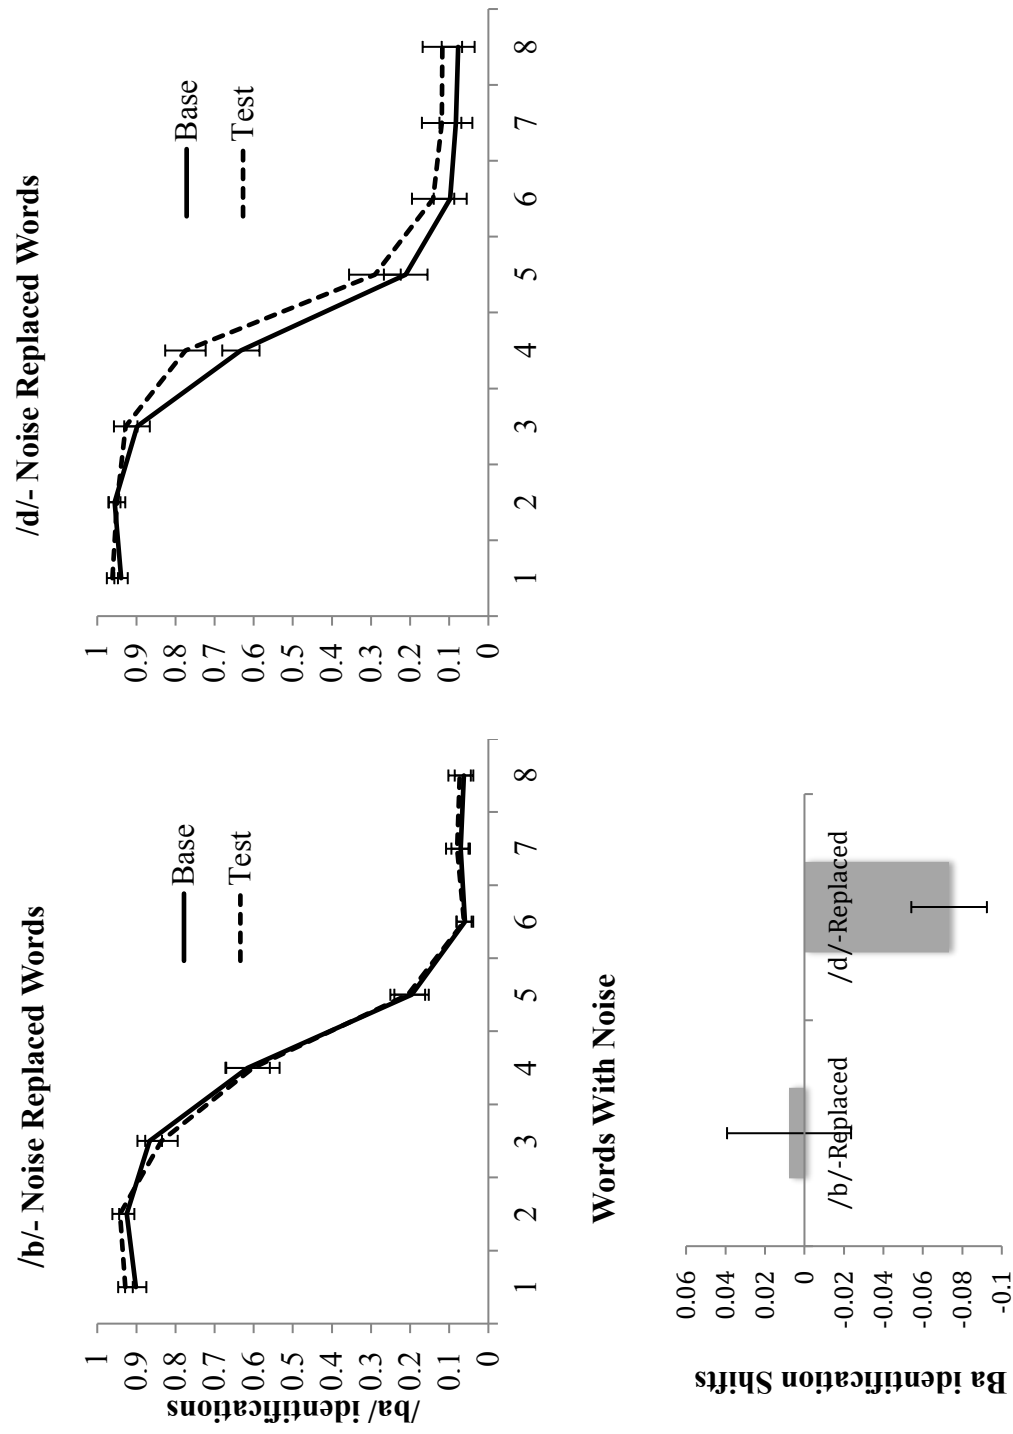 /b/- Noise Replaced Words
/ba/ identifications
1
0.9
0.8
0.7
0.6
0.5
0.4
0.3
0.2
0.1
0
Base
Test
1 2 3 4 5 6 7 8
/d/- Noise Replaced Words
1
0.9
0.8
0.7
0.6
0.5
0.4
0.3
0.2
0.1
0
Base
Test
1 2 3 4 5 6 7 8
Words With Noise
Ba identification Shifts
0.06
0.04
0.02
0
-0.02
-0.04
-0.06
-0.08
-0.1
/b/-Replaced
/d/-Replaced